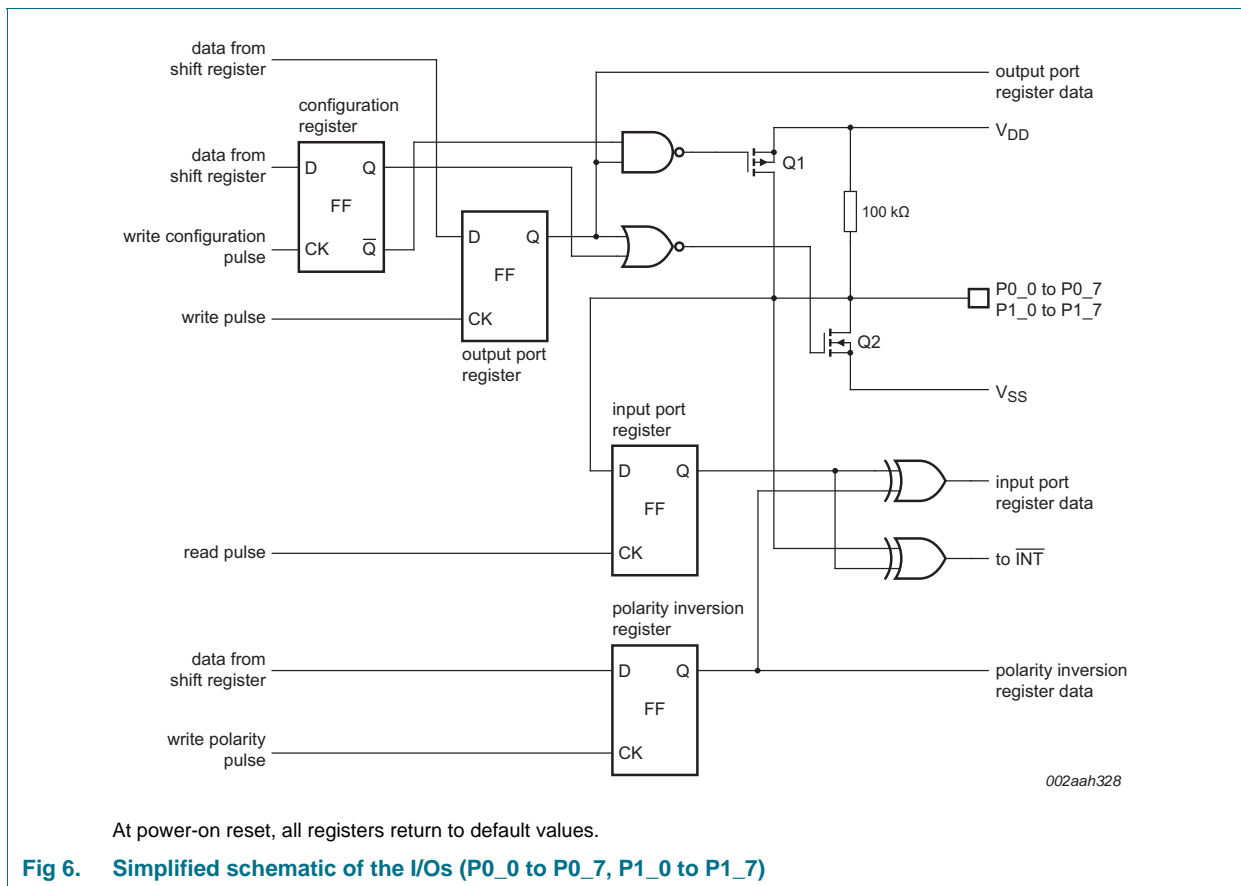 data from
shift register
output port
register data
configuration
register
V_DD
data from
shift register
D
Q
Q1
FF
100 kΩ
write configuration
pulse
CK
Q̅
D
Q
FF
P0_0 to P0_7
P1_0 to P1_7
write pulse
CK
Q2
output port
register
V_SS
input port
register
D
Q
input port
register data
FF
read pulse
CK
to I̅N̅T̅
polarity inversion
register
data from
shift register
D
Q
polarity inversion
register data
FF
write polarity
pulse
CK
002aah328
At power-on reset, all registers return to default values.
Fig 6. Simplified schematic of the I/Os (P0_0 to P0_7, P1_0 to P1_7)